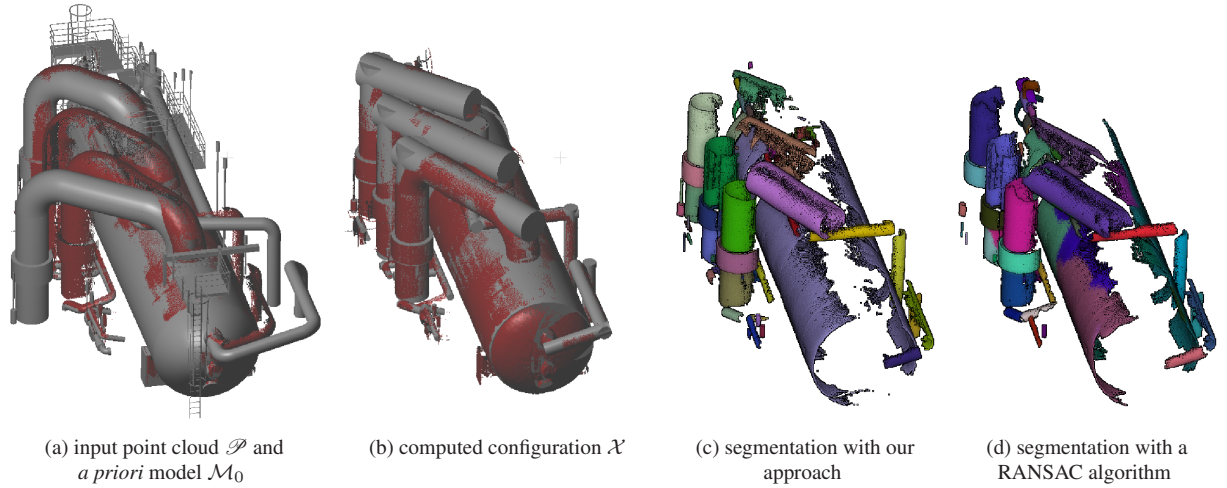 (a) input point cloud 𝒫 and
a priori model ℳ₀
(b) computed configuration 𝒳
(c) segmentation with our
approach
(d) segmentation with a
RANSAC algorithm